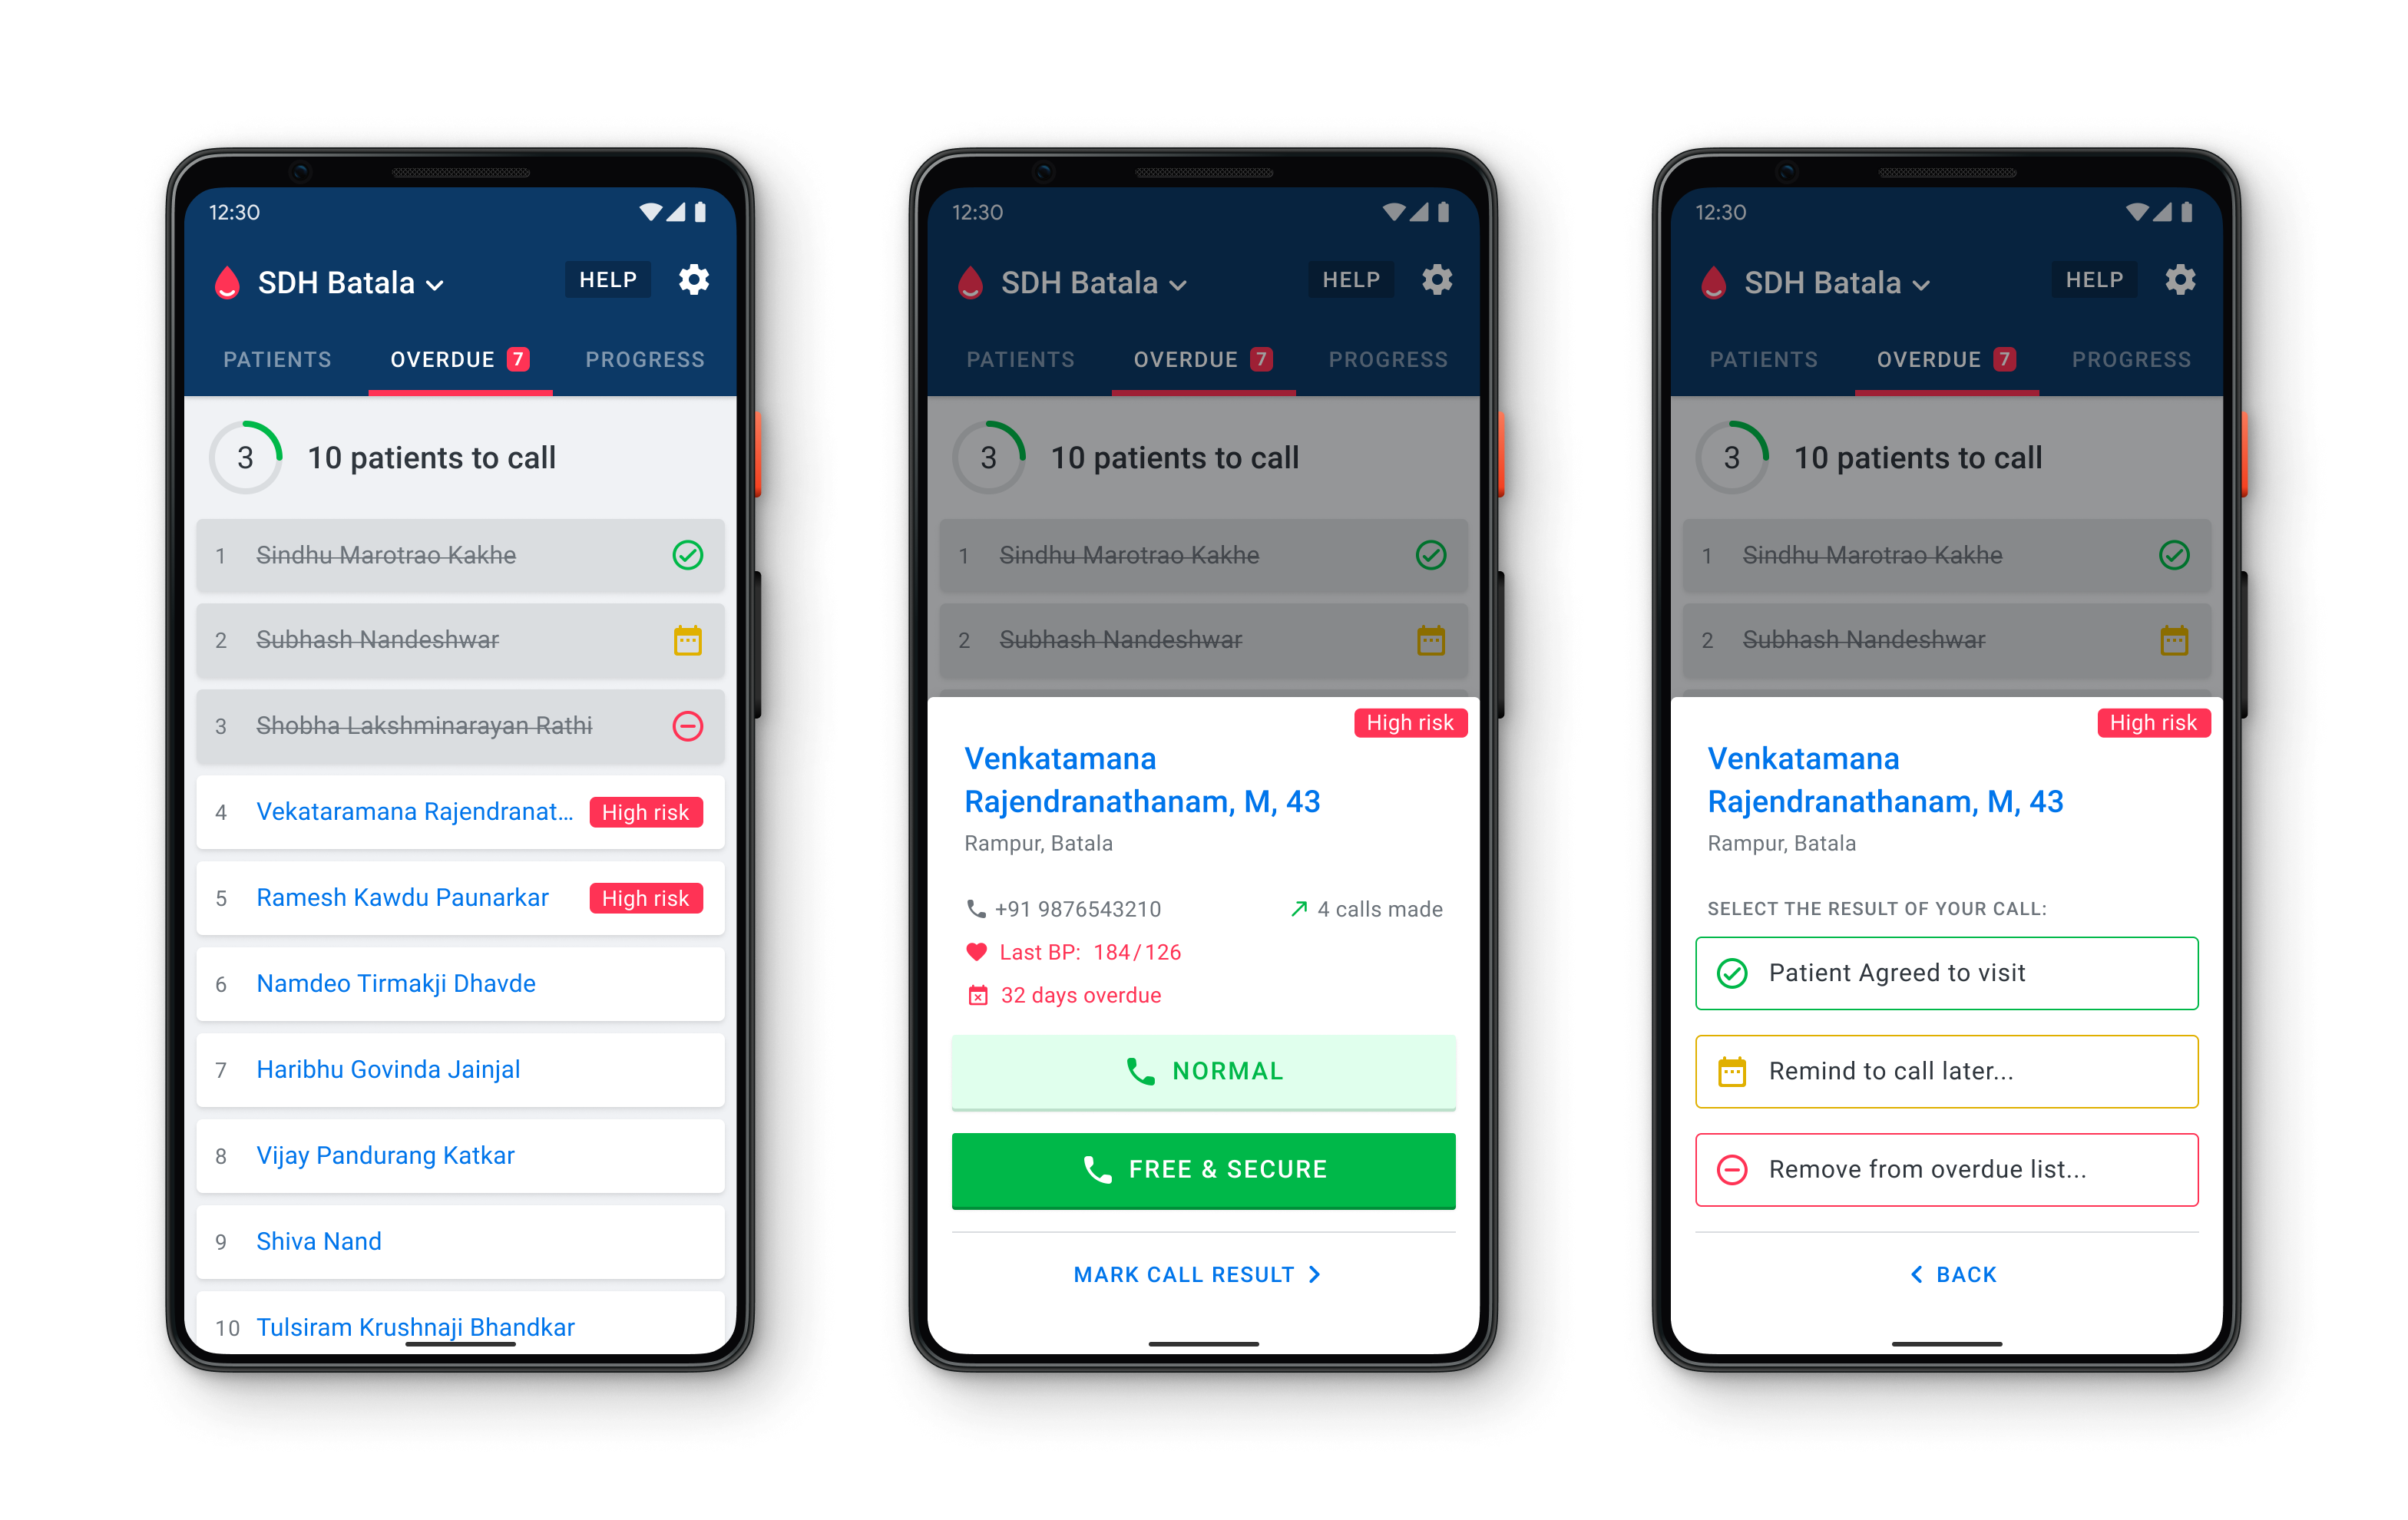 12:30
SDH Batala
HELP
PATIENTS
OVERDUE 7
PROGRESS
3
10 patients to call
1 Sindhu Marotrao Kakhe
2 Subhash Nandeshwar
3 Shobha Lakshminarayan Rathi
4 Vekataramana Rajendranat... High risk
5 Ramesh Kawdu Paunarkar High risk
6 Namdeo Tirmakji Dhavde
7 Haribhu Govinda Jainjal
8 Vijay Pandurang Katkar
9 Shiva Nand
10 Tulsiram Krushnaji Bhandkar
12:30
SDH Batala
HELP
PATIENTS
OVERDUE 7
PROGRESS
3
10 patients to call
1 Sindhu Marotrao Kakhe
2 Subhash Nandeshwar
High risk
Venkatamana
Rajendranathanam, M, 43
Rampur, Batala
+91 9876543210
4 calls made
Last BP: 184/126
32 days overdue
NORMAL
FREE & SECURE
MARK CALL RESULT
12:30
SDH Batala
HELP
PATIENTS
OVERDUE 7
PROGRESS
3
10 patients to call
1 Sindhu Marotrao Kakhe
2 Subhash Nandeshwar
High risk
Venkatamana
Rajendranathanam, M, 43
Rampur, Batala
SELECT THE RESULT OF YOUR CALL:
Patient Agreed to visit
Remind to call later...
Remove from overdue list...
BACK